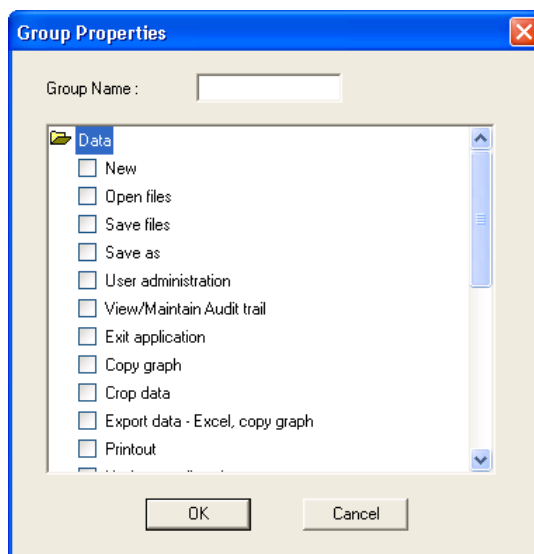 Group Properties
Group Name :
Data
New
Open files
Save files
Save as
User administration
View/Maintain Audit trail
Exit application
Copy graph
Crop data
Export data - Excel, copy graph
Printout
OK Cancel